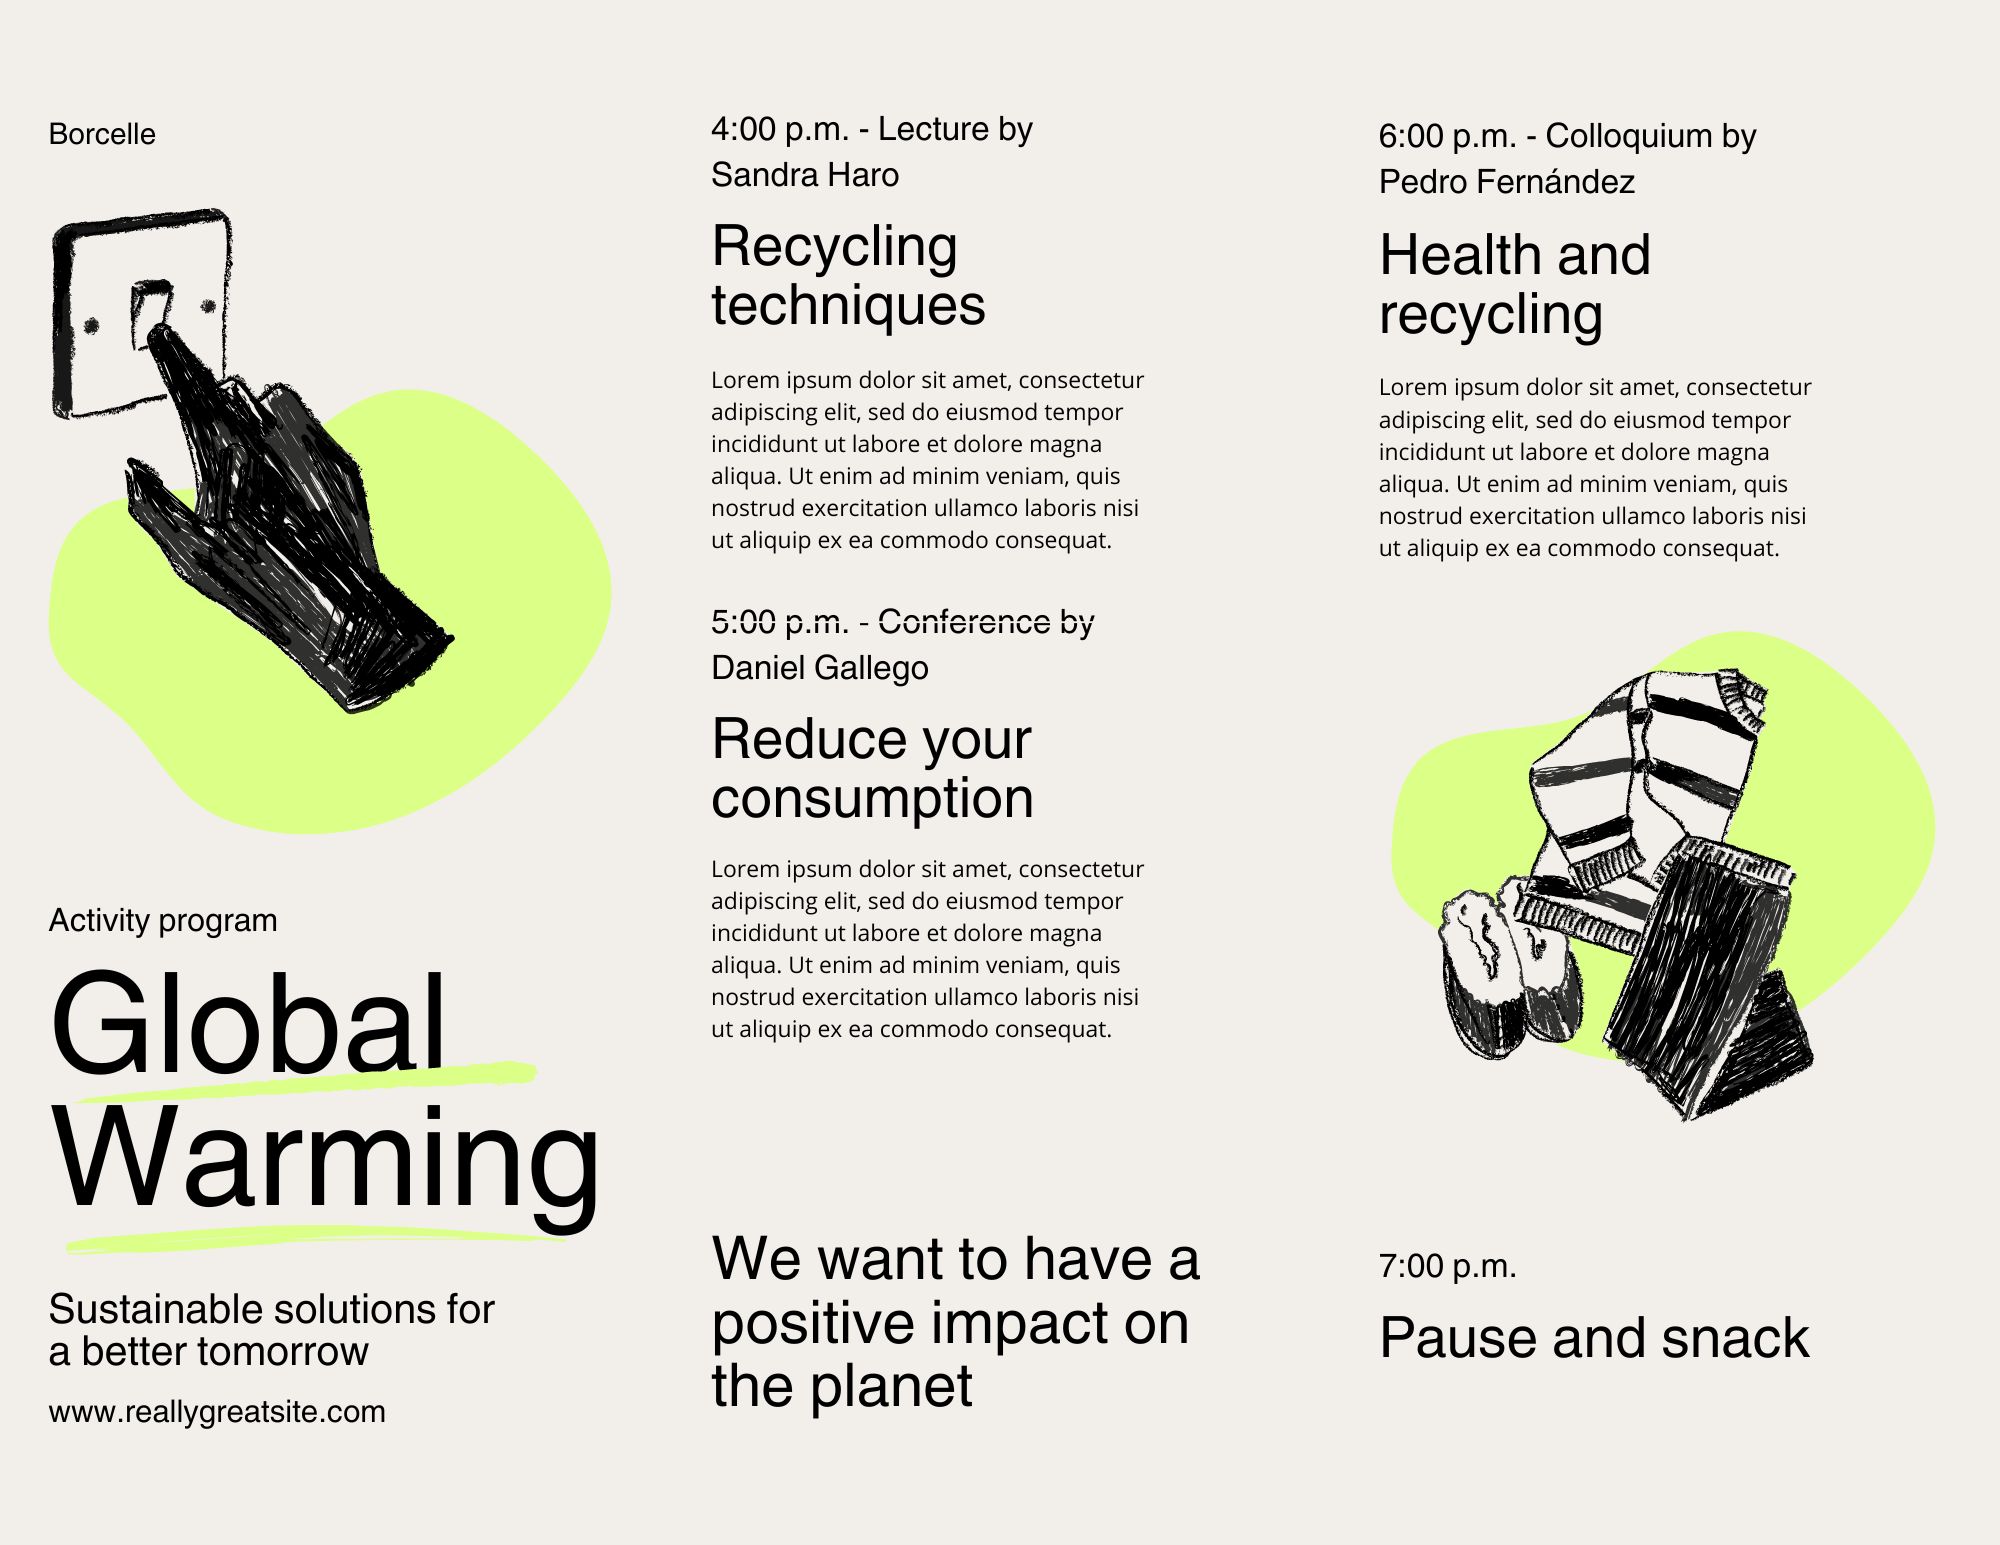 Borcelle
Activity program
Global
Warming
Sustainable solutions for
a better tomorrow
www.reallygreatsite.com
4:00 p.m. - Lecture by
Sandra Haro
Recycling
techniques
Lorem ipsum dolor sit amet, consectetur
adipiscing elit, sed do eiusmod tempor
incididunt ut labore et dolore magna
aliqua. Ut enim ad minim veniam, quis
nostrud exercitation ullamco laboris nisi
ut aliquip ex ea commodo consequat.
5:00 p.m. - Conference by
Daniel Gallego
Reduce your
consumption
Lorem ipsum dolor sit amet, consectetur
adipiscing elit, sed do eiusmod tempor
incididunt ut labore et dolore magna
aliqua. Ut enim ad minim veniam, quis
nostrud exercitation ullamco laboris nisi
ut aliquip ex ea commodo consequat.
We want to have a
positive impact on
the planet
6:00 p.m. - Colloquium by
Pedro Fernández
Health and
recycling
Lorem ipsum dolor sit amet, consectetur
adipiscing elit, sed do eiusmod tempor
incididunt ut labore et dolore magna
aliqua. Ut enim ad minim veniam, quis
nostrud exercitation ullamco laboris nisi
ut aliquip ex ea commodo consequat.
7:00 p.m.
Pause and snack